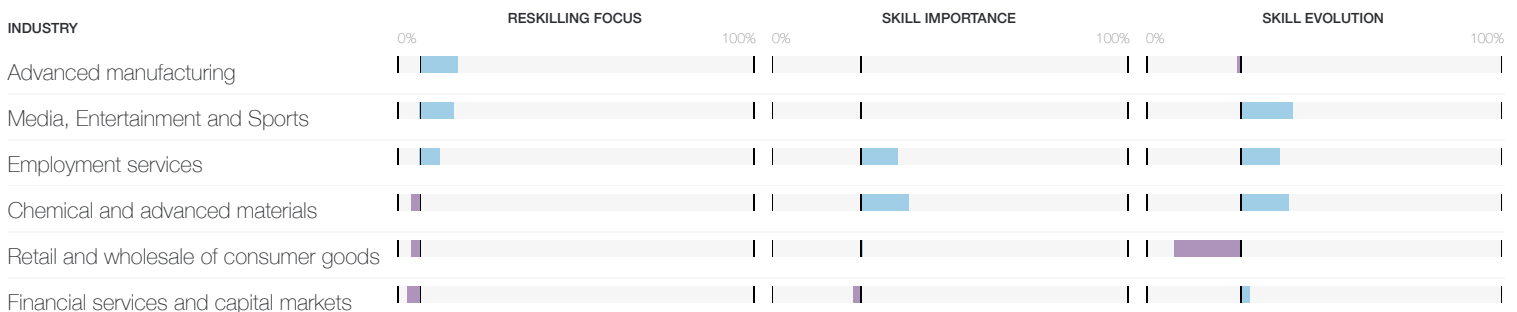 RESKILLING FOCUS SKILL IMPORTANCE SKILL EVOLUTION
INDUSTRY
0% 100% 0% 100% 0% 100%
Advanced manufacturing
Media, Entertainment and Sports
Employment services
Chemical and advanced materials
Retail and wholesale of consumer goods
Financial services and capital markets